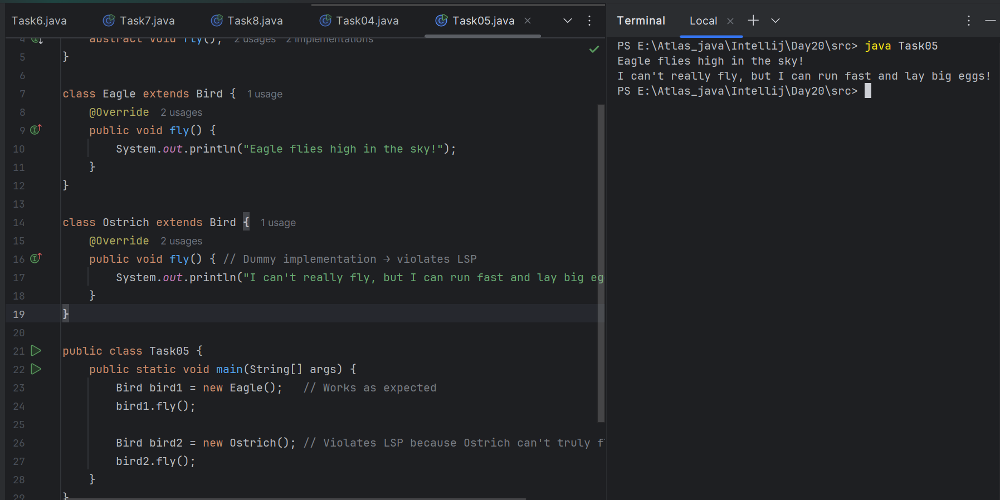 Task6.java Task7.java Task8.java Task04.java Task05.java
4 abstract void fly(); 2 usages 2 implementations
5 }
6
7 class Eagle extends Bird { 1 usage
8 @Override 2 usages
9 public void fly() {
10 System.out.println("Eagle flies high in the sky!");
11 }
12 }
13
14 class Ostrich extends Bird { 1 usage
15 @Override 2 usages
16 public void fly() { // Dummy implementation → violates LSP
17 System.out.println("I can't really fly, but I can run fast and lay big eg
18 }
19 }
20
21 public class Task05 {
22 public static void main(String[] args) {
23 Bird bird1 = new Eagle(); // Works as expected
24 bird1.fly();
25
26 Bird bird2 = new Ostrich(); // Violates LSP because Ostrich can't truly f
27 bird2.fly();
28 }
29 }
Terminal Local
PS E:\Atlas_java\Intellij\Day20\src> java Task05
Eagle flies high in the sky!
I can't really fly, but I can run fast and lay big eggs!
PS E:\Atlas_java\Intellij\Day20\src>